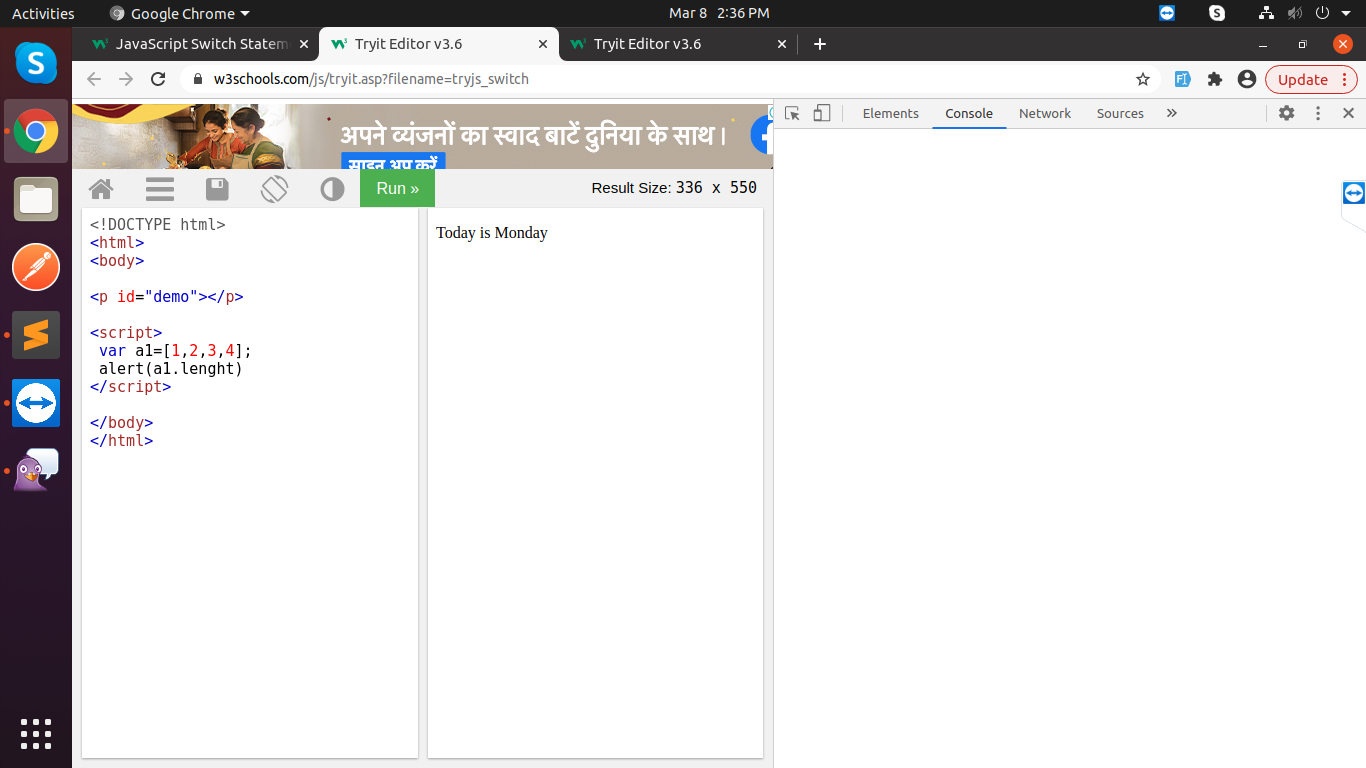 Activities
Google Chrome
Mar 8 2:36 PM
JavaScript Switch Statem
Tryit Editor v3.6
Tryit Editor v3.6
w3schools.com/js/tryit.asp?filename=tryjs_switch
Update
अपने व्यंजनों का स्वाद बाटें दुनिया के साथ।
साइन अप करें
Elements
Console
Network
Sources
»
Run »
Result Size: 336 x 550
<!DOCTYPE html>
<html>
<body>
<p id="demo"></p>
<script>
var a1=[1,2,3,4];
alert(a1.lenght)
</script>
</body>
</html>
Today is Monday